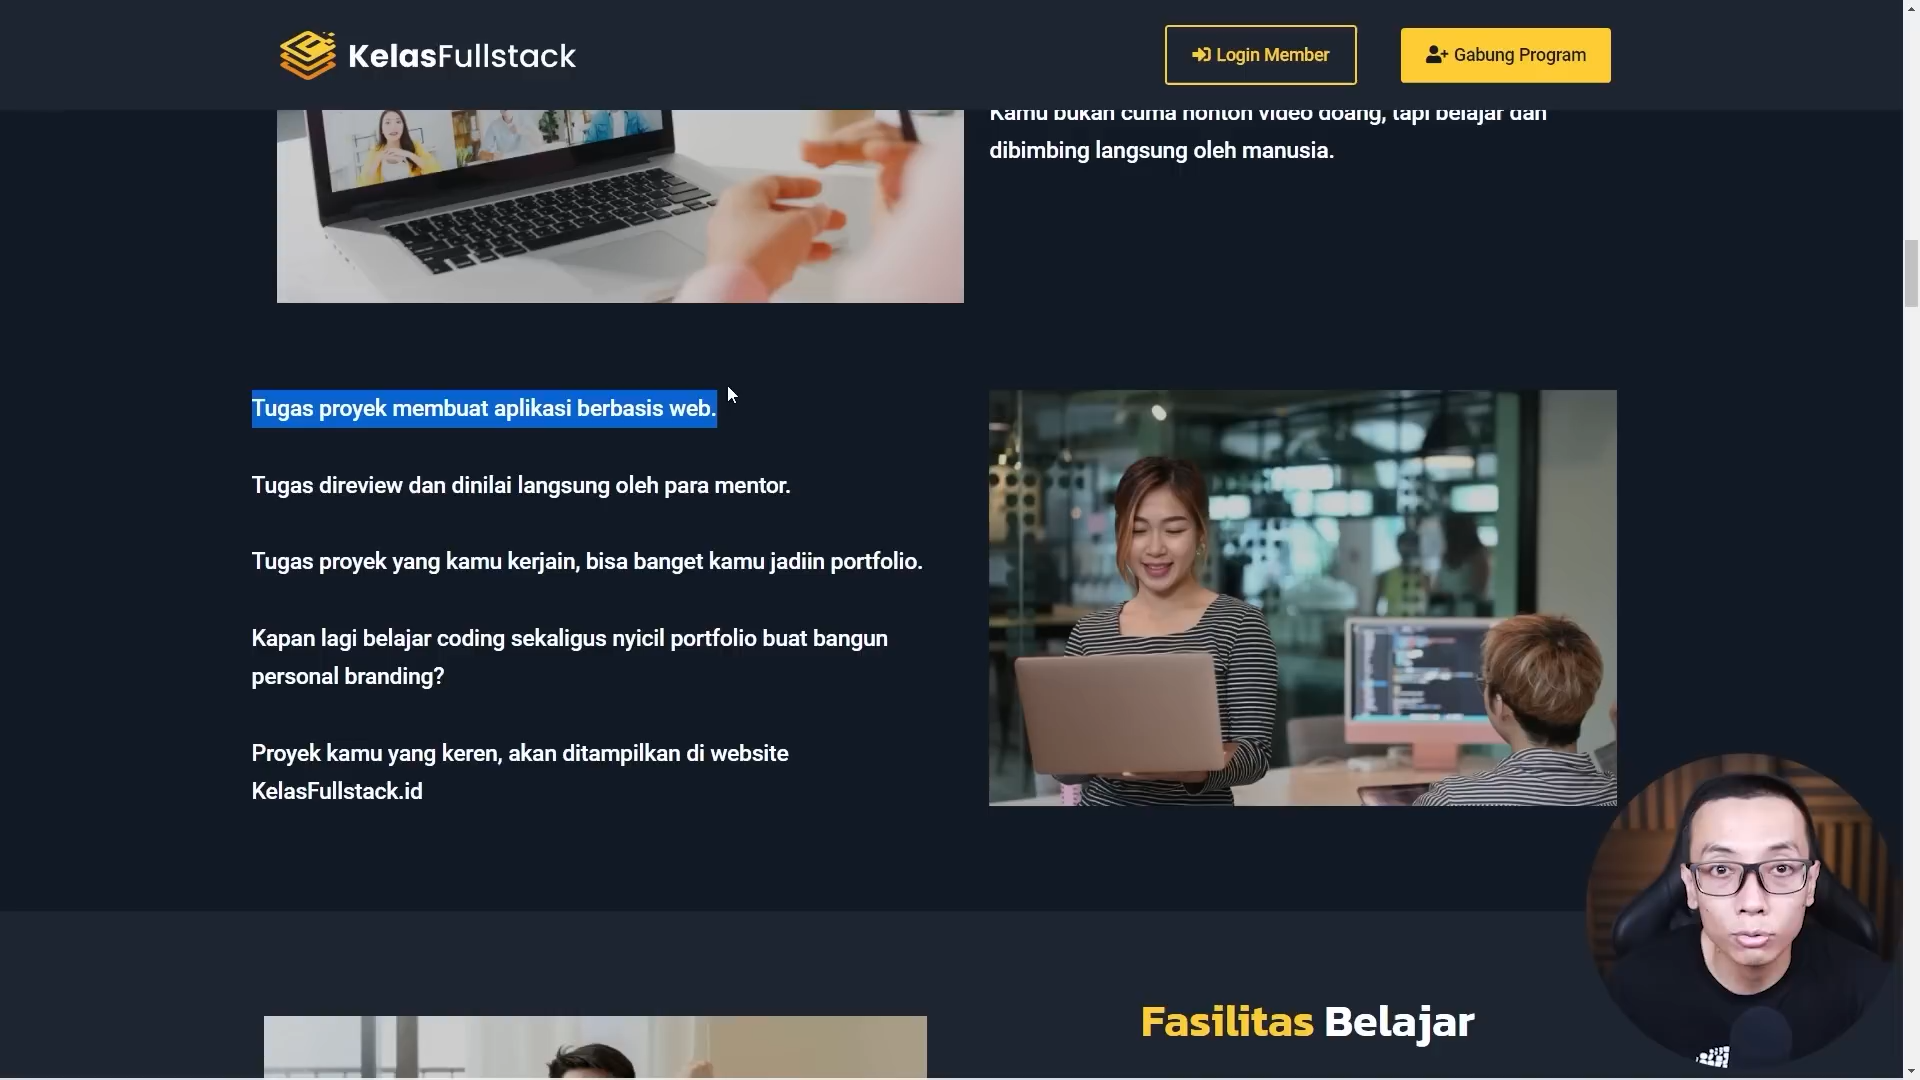 KelasFullstack
Login Member
Gabung Program
Kamu bukan cuma nonton video doang, tapi belajar dan
dibimbing langsung oleh manusia.
Tugas proyek membuat aplikasi berbasis web.
Tugas direview dan dinilai langsung oleh para mentor.
Tugas proyek yang kamu kerjain, bisa banget kamu jadiin portfolio.
Kapan lagi belajar coding sekaligus nyicil portfolio buat bangun
personal branding?
Proyek kamu yang keren, akan ditampilkan di website
KelasFullstack.id
Fasilitas Belajar